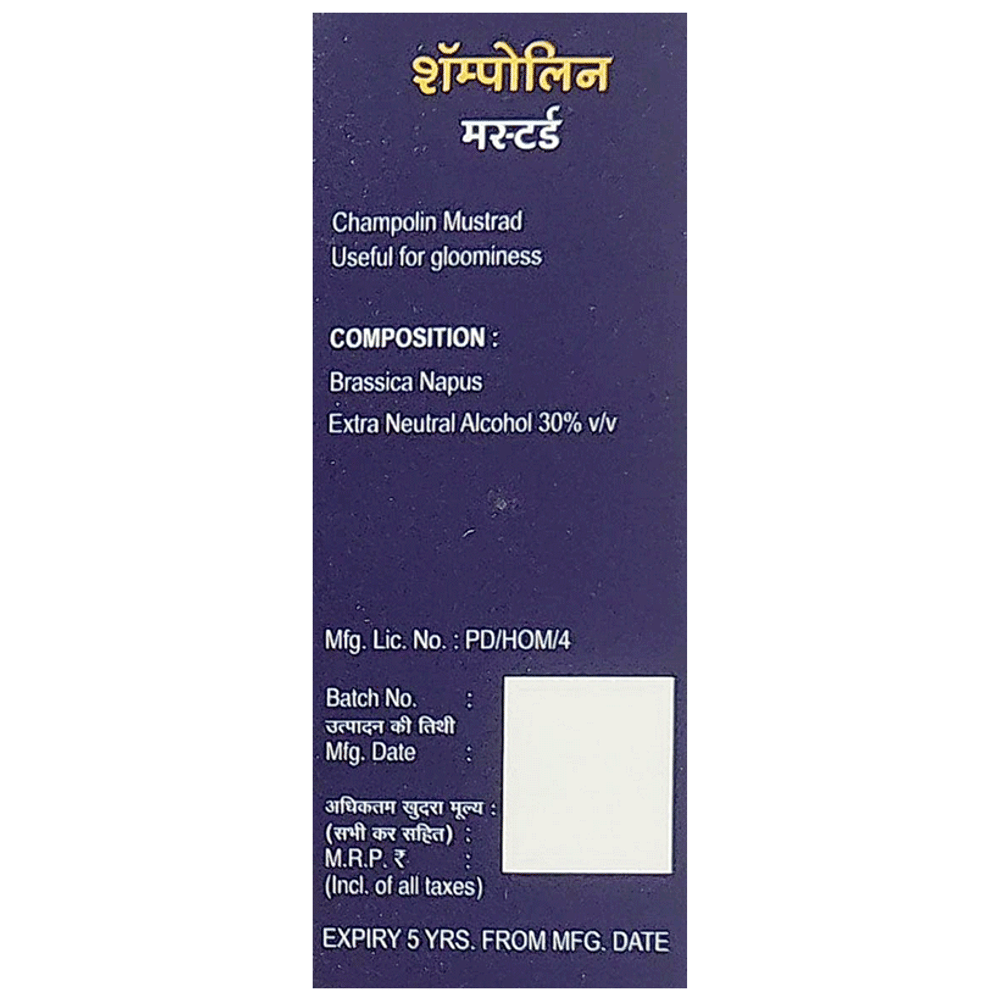 शॅम्पोलिन
मस्टर्ड
Champolin Mustrad
Useful for gloominess
COMPOSITION :
Brassica Napus
Extra Neutral Alcohol 30% v/v
Mfg. Lic. No. : PD/HOM/4
Batch No. :
उत्पादन की तिथी
Mfg. Date :
अधिकतम खुदरा मूल्य :
(सभी कर सहित) :
M.R.P. ₹ :
(Incl. of all taxes)
EXPIRY 5 YRS. FROM MFG. DATE